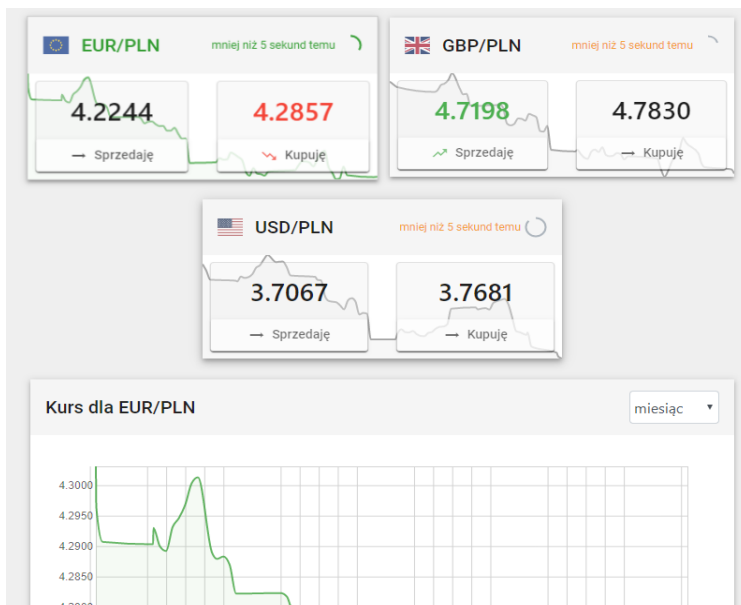 EUR/PLN mniej niż 5 sekund temu
4.2244 4.2857
Sprzedaję Kupuję
GBP/PLN mniej niż 5 sekund temu
4.7198 4.7830
Sprzedaję Kupuję
USD/PLN mniej niż 5 sekund temu
3.7067 3.7681
Sprzedaję Kupuję
Kurs dla EUR/PLN miesiąc
4.3000
4.2950
4.2900
4.2850